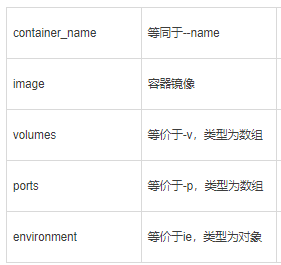 container_name 等同于--name
image 容器镜像
volumes 等价于-v，类型为数组
ports 等价于-p，类型为数组
environment 等价于ie，类型为对象